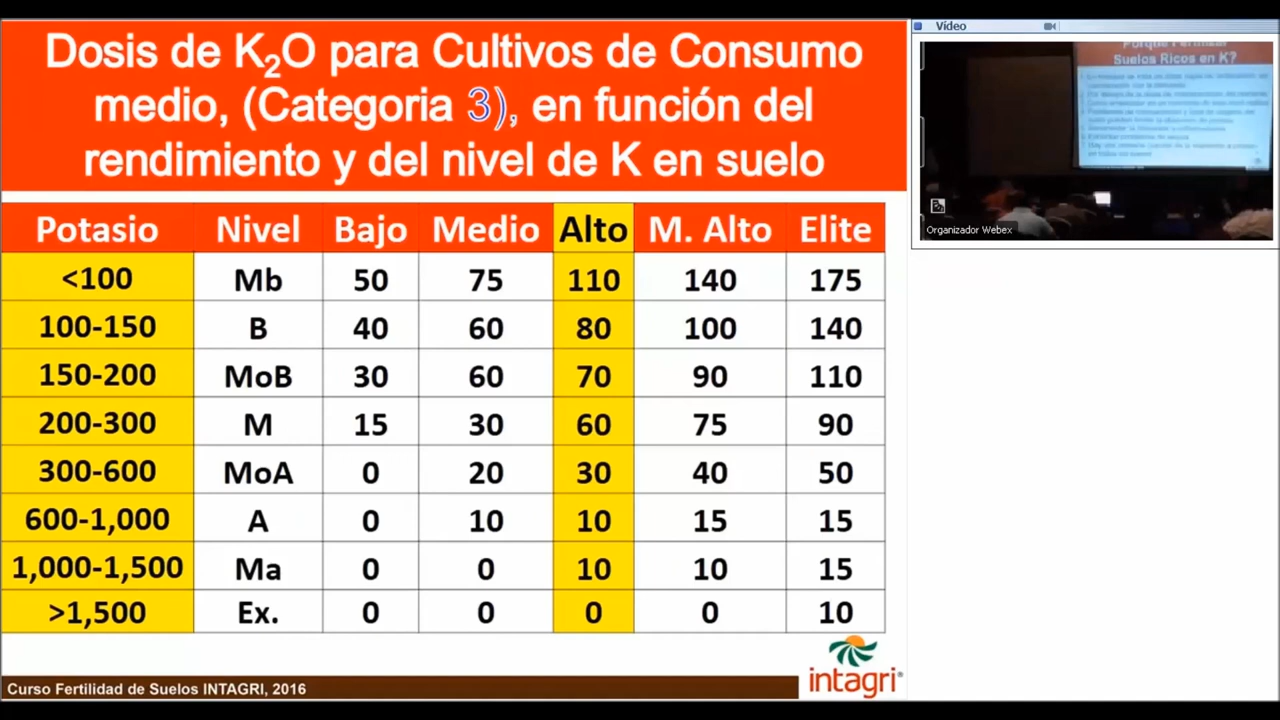 Dosis de K2O para Cultivos de Consumo
medio, (Categoria 3), en función del
rendimiento y de nivel de K en suelo
Potasio Nivel Bajo Medio Alto M. Alto Elite
<100 Mb 50 75 110 140 175
100-150 B 40 60 80 100 140
150-200 MoB 30 60 70 90 110
200-300 M 15 30 60 75 90
300-600 MoA 0 20 30 40 50
600-1,000 A 0 10 10 15 15
1,000-1,500 Ma 0 0 10 10 15
>1,500 Ex. 0 0 0 0 10
intagri®
Curso Fertilidad de Suelos INTAGRI, 2016
Vídeo
Suelos Ricos en K?
Organizador Webex